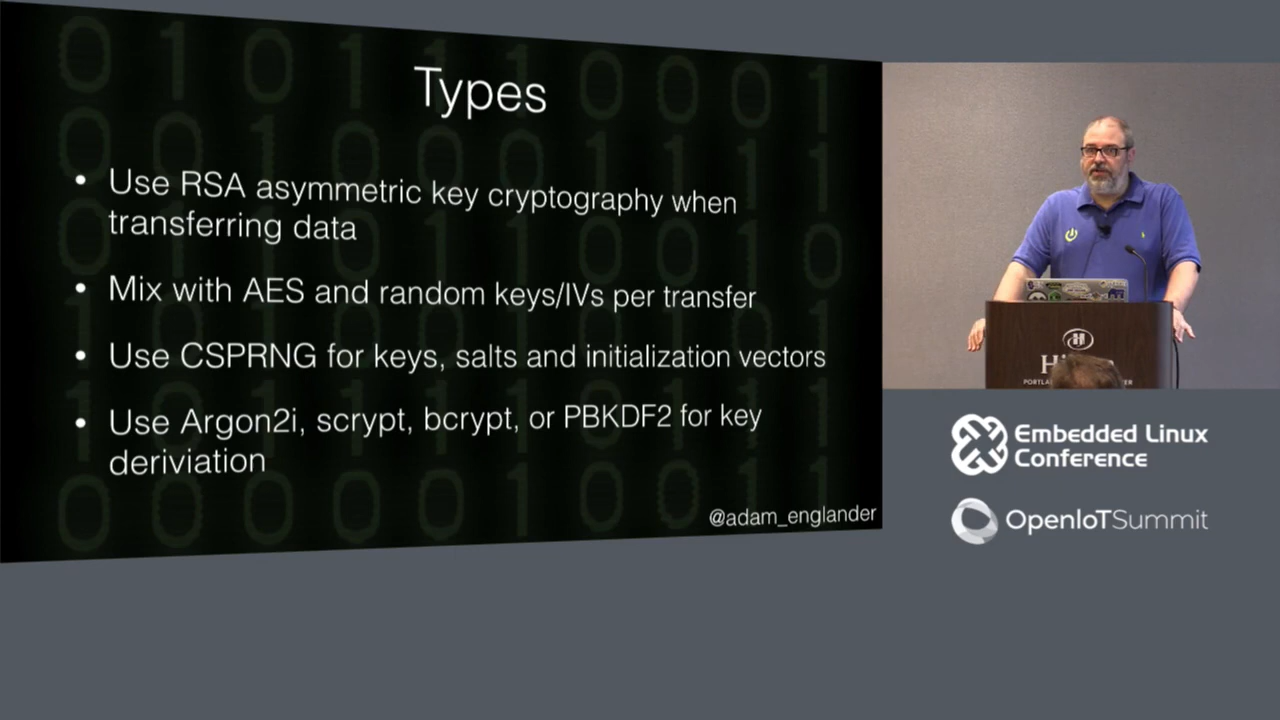 Types
• Use RSA asymmetric key cryptography when
transferring data
• Mix with AES and random keys/IVs per transfer
• Use CSPRNG for keys, salts and initialization vectors
• Use Argon2i, scrypt, bcrypt, or PBKDF2 for key
deriviation
@adam_englander
Embedded Linux
Conference
OpenIoTSummit